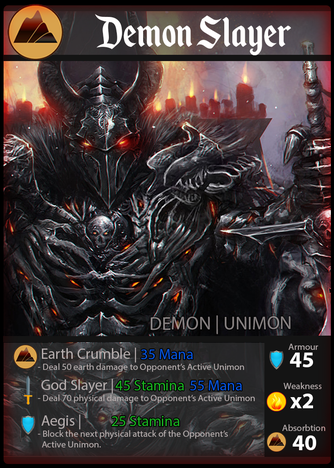 Demon Slayer
DEMON | UNIMON
Earth Crumble | 35 Mana
- Deal 50 earth damage to Opponent's Active Unimon
God Slayer | 45 Stamina 55 Mana
- Deal 70 physical damage to Opponent's Active Unimon
Aegis | 25 Stamina
- Block the next physical attack of the Opponent's
Active Unimon.
Armour
45
Weakness
x2
Absorbtion
40